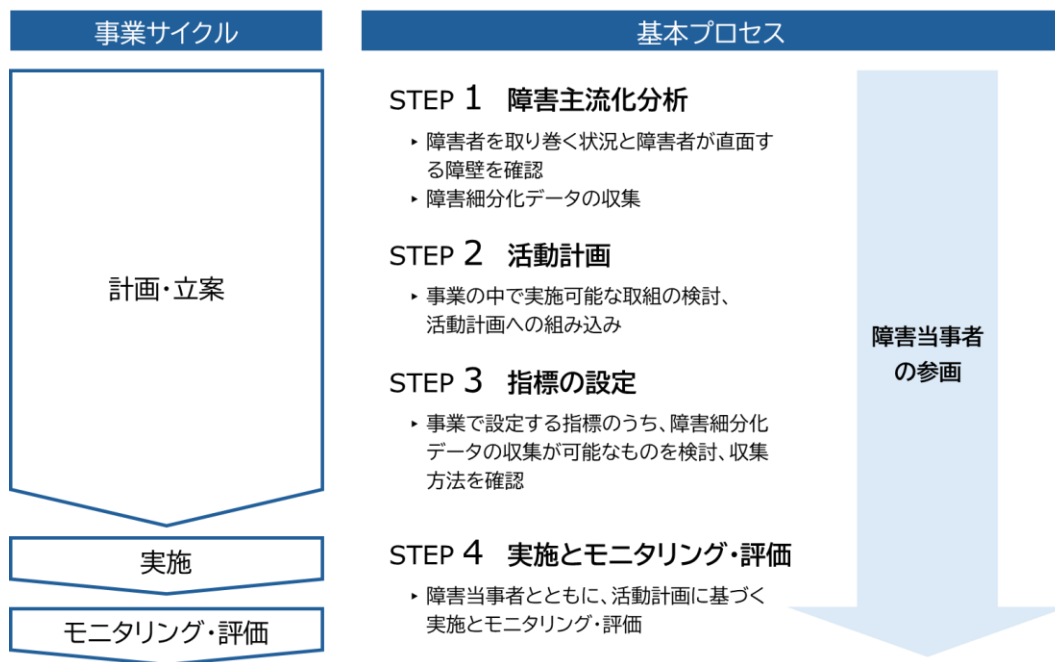 事業サイクル
基本プロセス
計画・立案
STEP 1 障害主流化分析
‣ 障害者を取り巻く状況と障害者が直面す
る障壁を確認
‣ 障害細分化データの収集
STEP 2 活動計画
‣ 事業の中で実施可能な取組の検討、
活動計画への組み込み
STEP 3 指標の設定
‣ 事業で設定する指標のうち、障害細分化
データの収集が可能なものを検討、収集
方法を確認
障害当事者
の参画
実施
モニタリング・評価
STEP 4 実施とモニタリング・評価
‣ 障害当事者とともに、活動計画に基づく
実施とモニタリング・評価